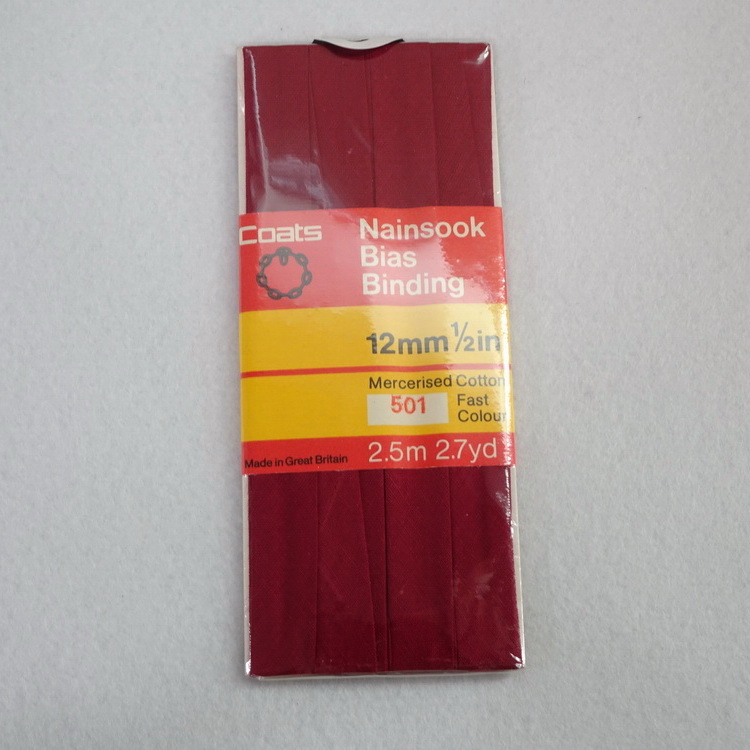 Coats
Nainsook
Bias
Binding
12mm ½in
Mercerised Cotton
501
Fast
Colour
Made in Great Britain
2.5m 2.7yd